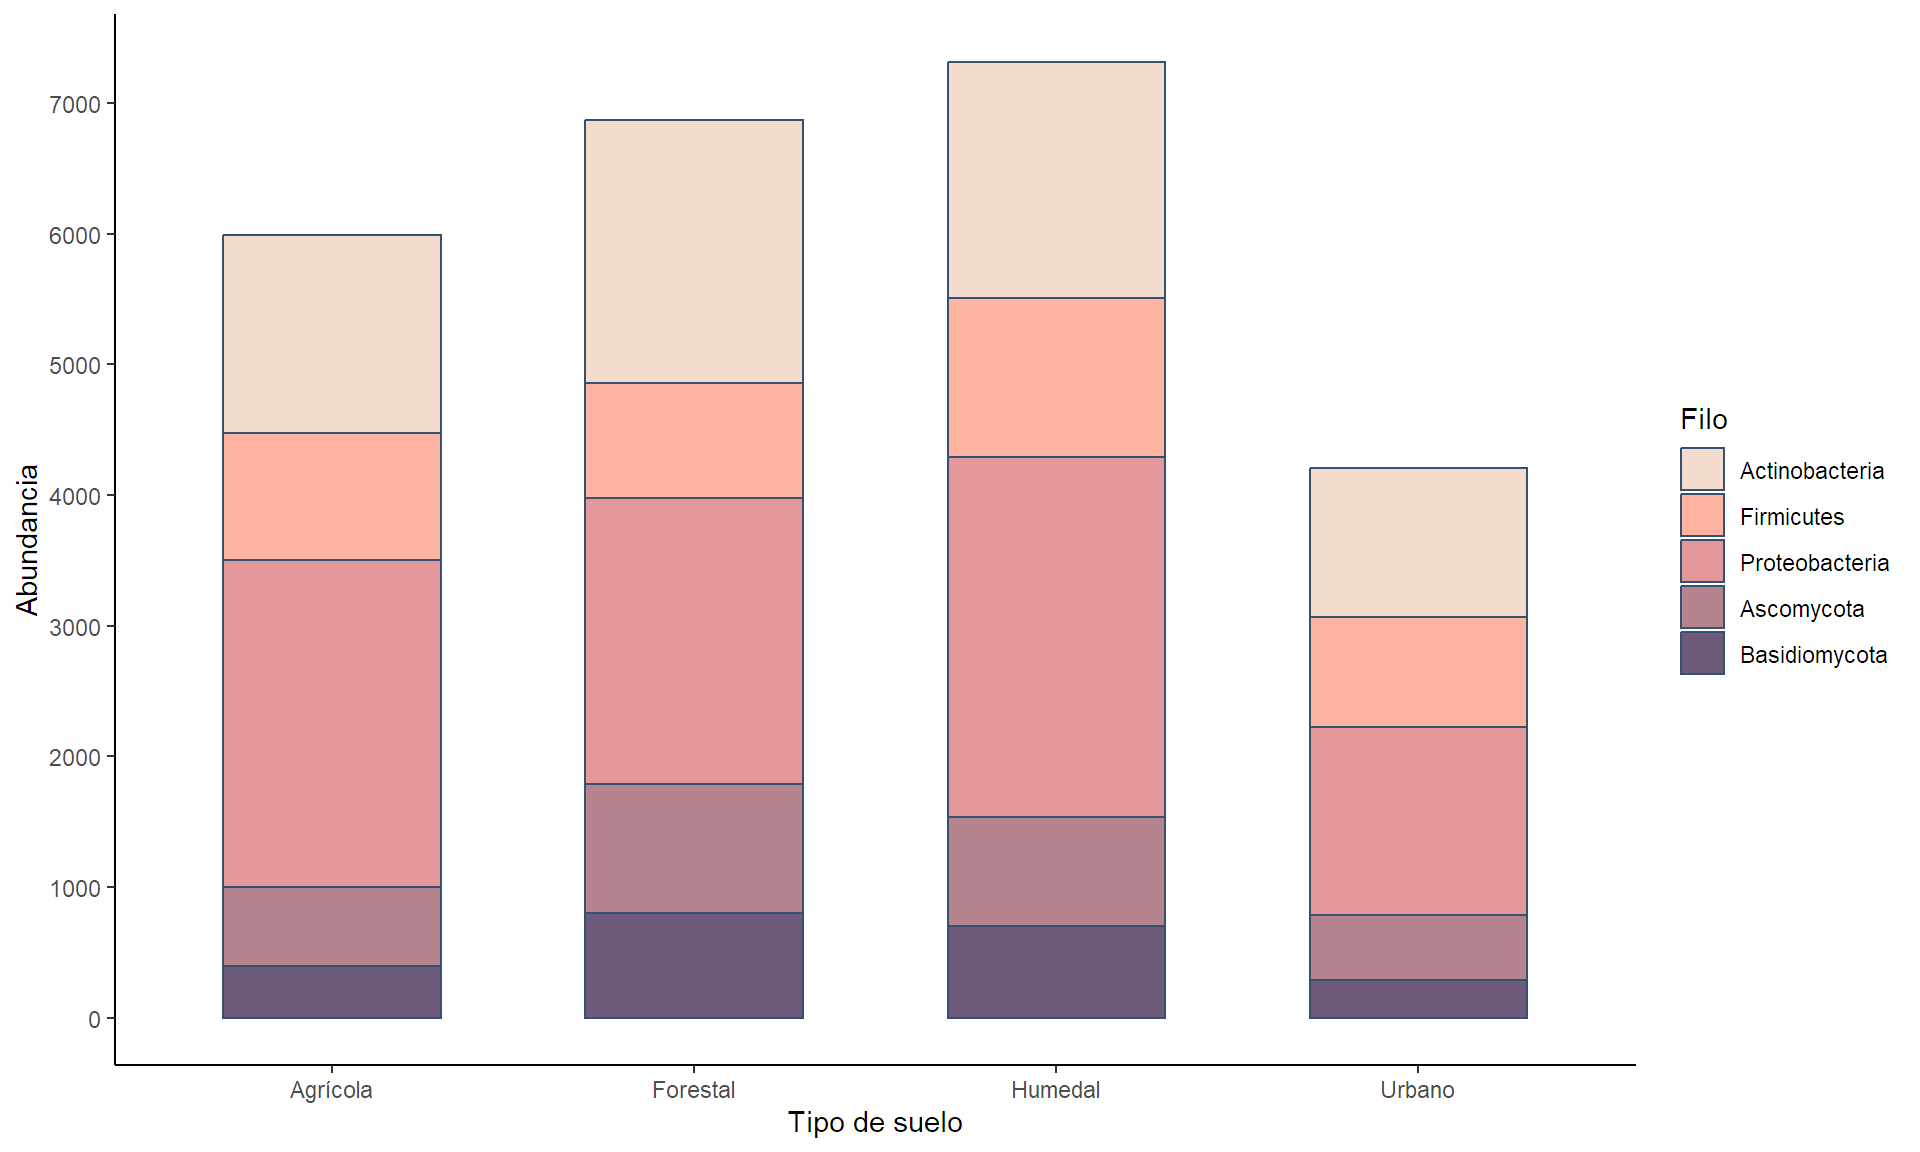 Abundancia
7000
6000
5000
4000
3000
2000
1000
0
Agrícola
Forestal
Humedal
Urbano
Tipo de suelo
Filo
Actinobacteria
Firmicutes
Proteobacteria
Ascomycota
Basidiomycota